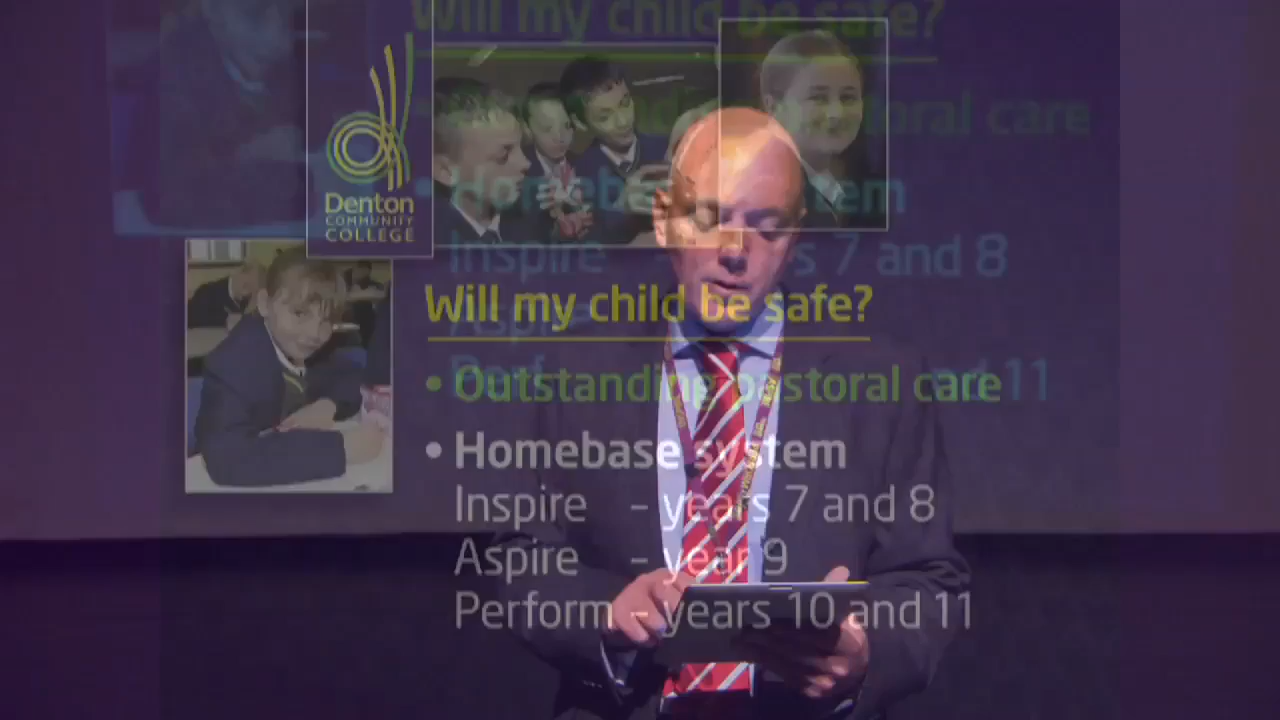 Will my child be safe?
Denton
COMMUNITY
COLLEGE
Will my child be safe?
• Outstanding pastoral care
• Homebase system
Inspire – years 7 and 8
Aspire – year 9
Perform – years 10 and 11